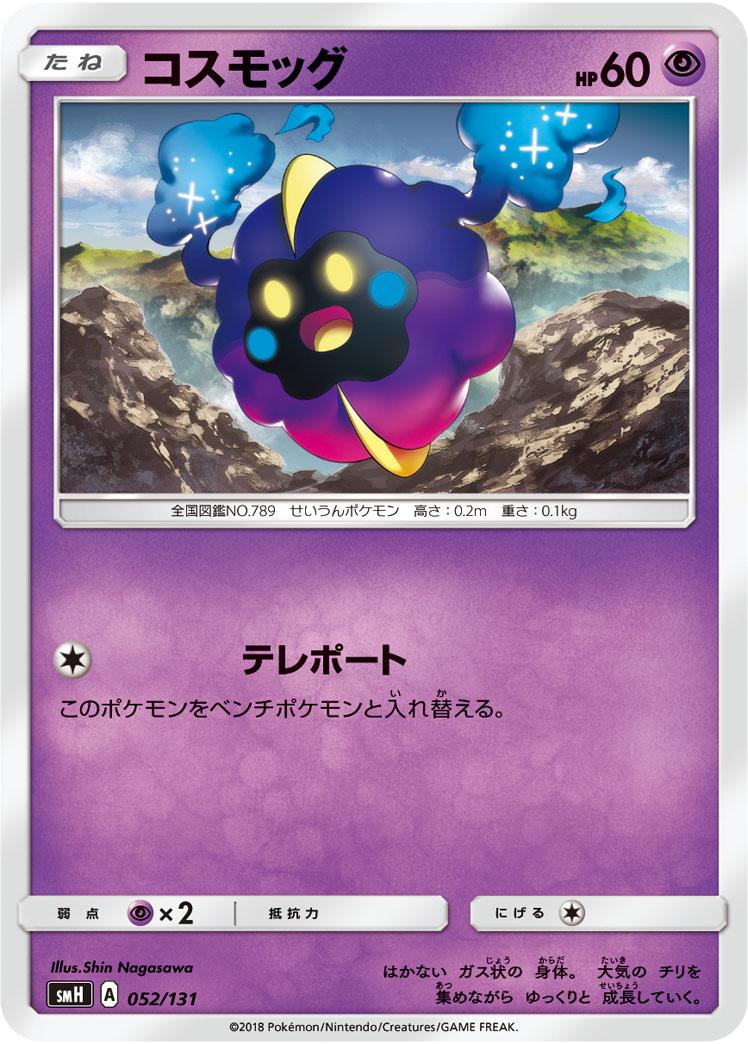 たね コスモッグ HP60
全国図鑑NO.789 せいうんポケモン 高さ:0.2m 重さ:0.1kg
テレポート
このポケモンをベンチポケモンと入れ替える。
弱点 ×2 抵抗力 にげる
Illus.Shin Nagasawa
はかない ガス状の 身体。 大気の チリを
集めながら ゆっくりと 成長していく。
SMH A 052/131
©2018 Pokémon/Nintendo/Creatures/GAME FREAK.